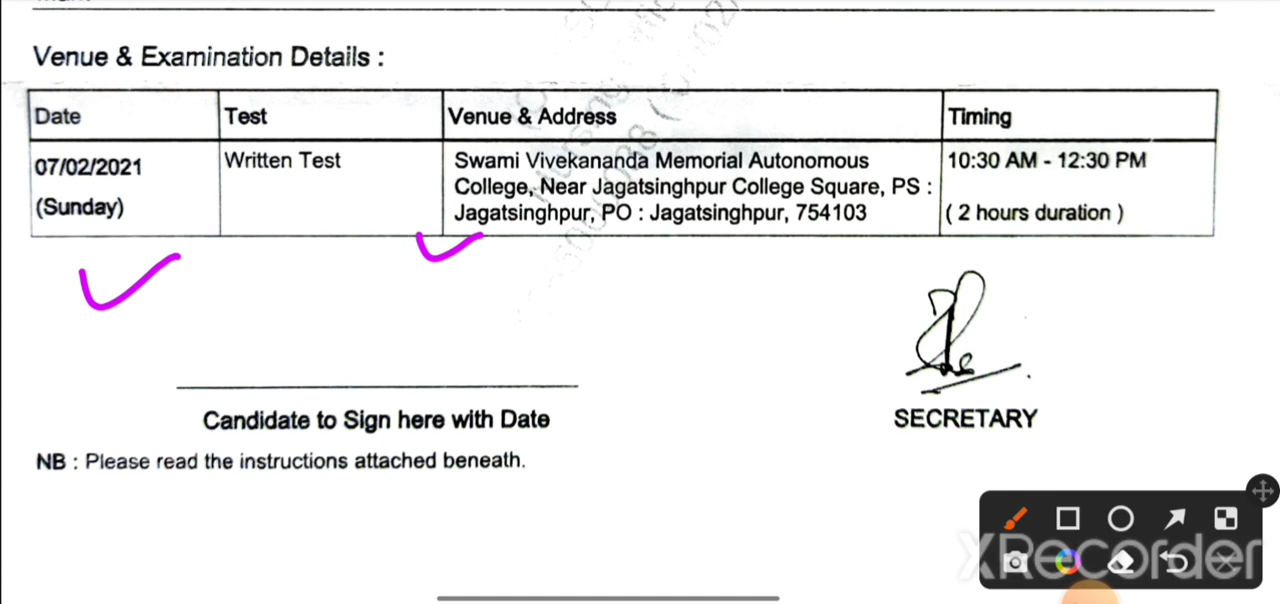 Venue & Examination Details :
Date Test Venue & Address Timing
07/02/2021 Written Test Swami Vivekananda Memorial Autonomous 10:30 AM - 12:30 PM
(Sunday) College, Near Jagatsinghpur College Square, PS :
Jagatsinghpur, PO : Jagatsinghpur, 754103 ( 2 hours duration )
Candidate to Sign here with Date SECRETARY
NB : Please read the instructions attached beneath.
XRecorder